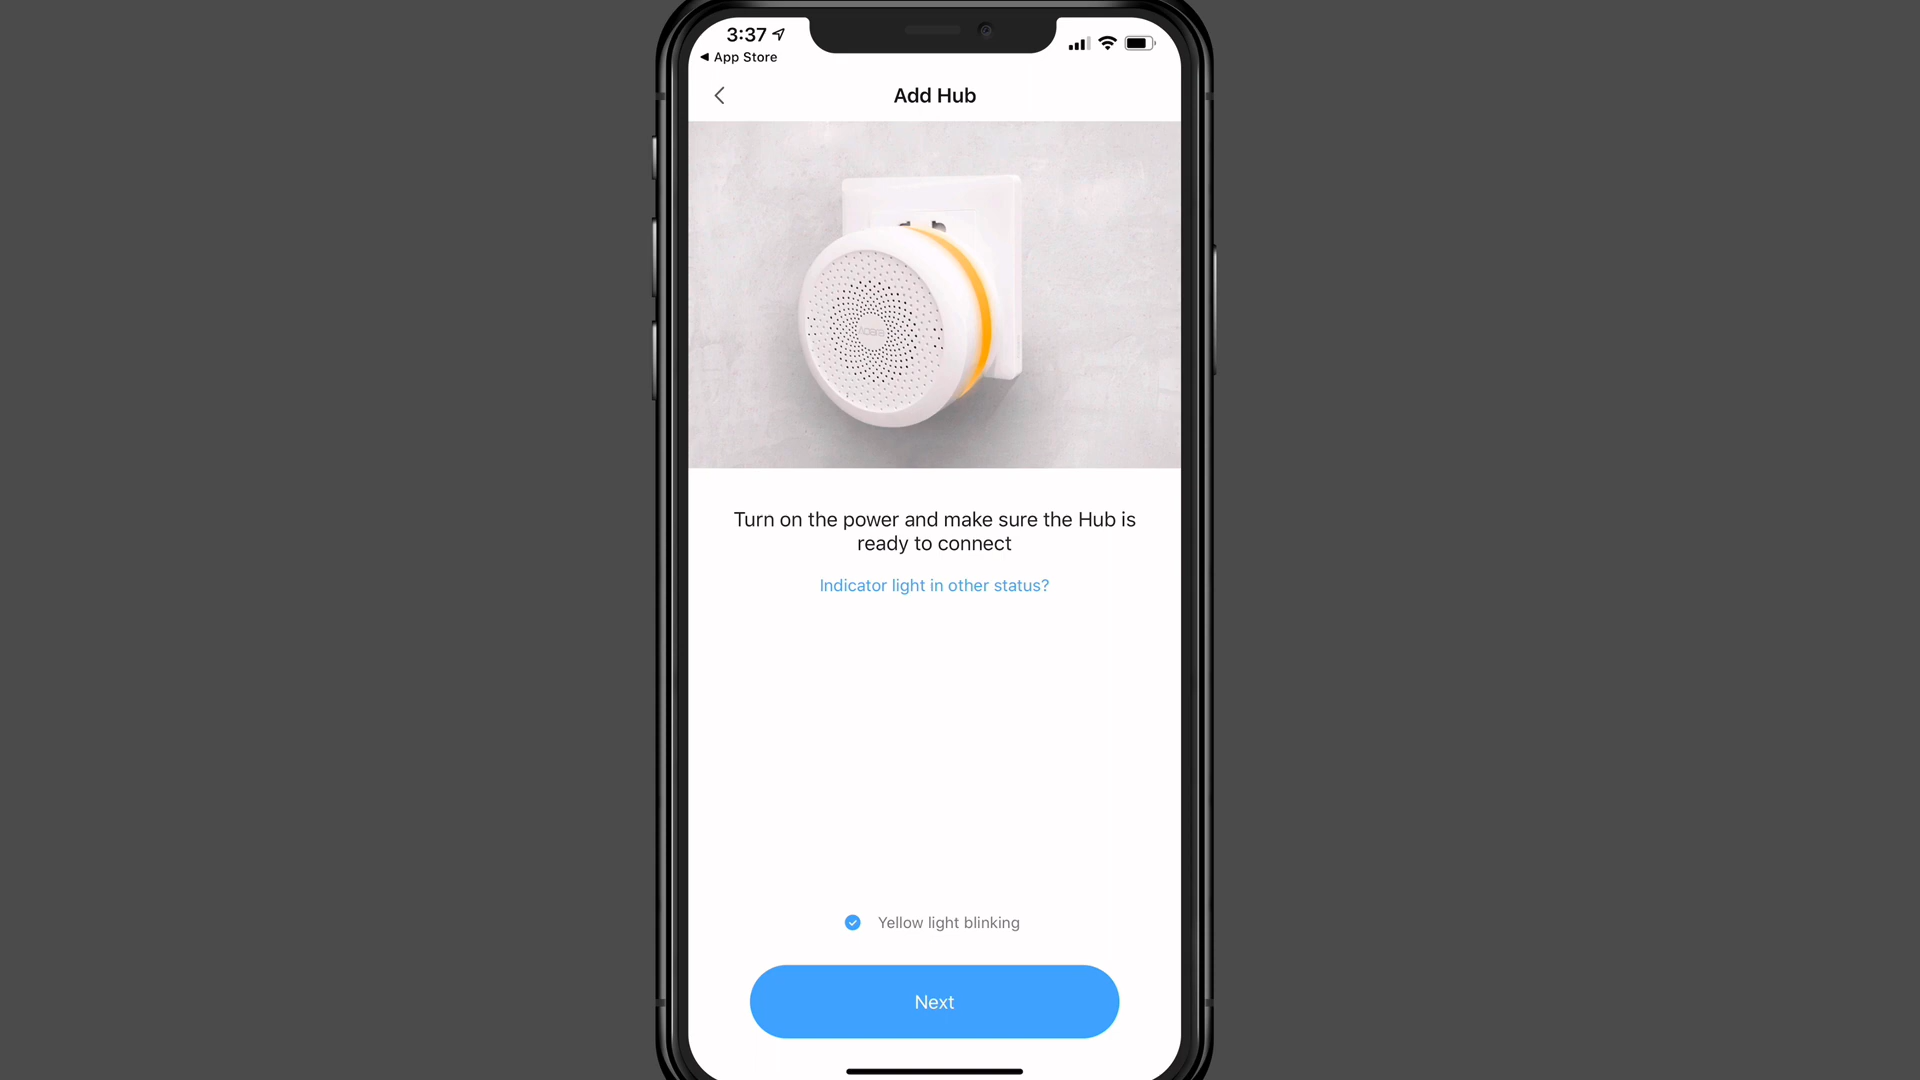 3:37
App Store
Add Hub
Aqara
Turn on the power and make sure the Hub is
ready to connect
Indicator light in other status?
Yellow light blinking
Next